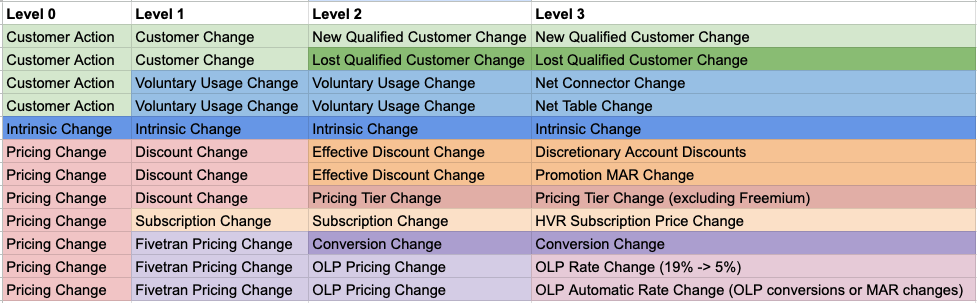 Level 0 Level 1 Level 2 Level 3
Customer Action Customer Change New Qualified Customer Change New Qualified Customer Change
Customer Action Customer Change Lost Qualified Customer Change Lost Qualified Customer Change
Customer Action Voluntary Usage Change Voluntary Usage Change Net Connector Change
Customer Action Voluntary Usage Change Voluntary Usage Change Net Table Change
Intrinsic Change Intrinsic Change Intrinsic Change Intrinsic Change
Pricing Change Discount Change Effective Discount Change Discretionary Account Discounts
Pricing Change Discount Change Effective Discount Change Promotion MAR Change
Pricing Change Discount Change Pricing Tier Change Pricing Tier Change (excluding Freemium)
Pricing Change Subscription Change Subscription Change HVR Subscription Price Change
Pricing Change Fivetran Pricing Change Conversion Change Conversion Change
Pricing Change Fivetran Pricing Change OLP Pricing Change OLP Rate Change (19% -> 5%)
Pricing Change Fivetran Pricing Change OLP Pricing Change OLP Automatic Rate Change (OLP conversions or MAR changes)